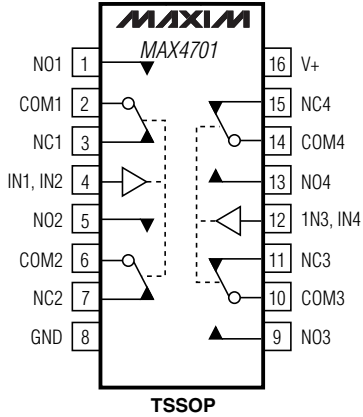 MAXIM
MAX4701
NO1 1
COM1 2
NC1 3
IN1, IN2 4
NO2 5
COM2 6
NC2 7
GND 8
16 V+
15 NC4
14 COM4
13 NO4
12 1N3, IN4
11 NC3
10 COM3
9 NO3
TSSOP